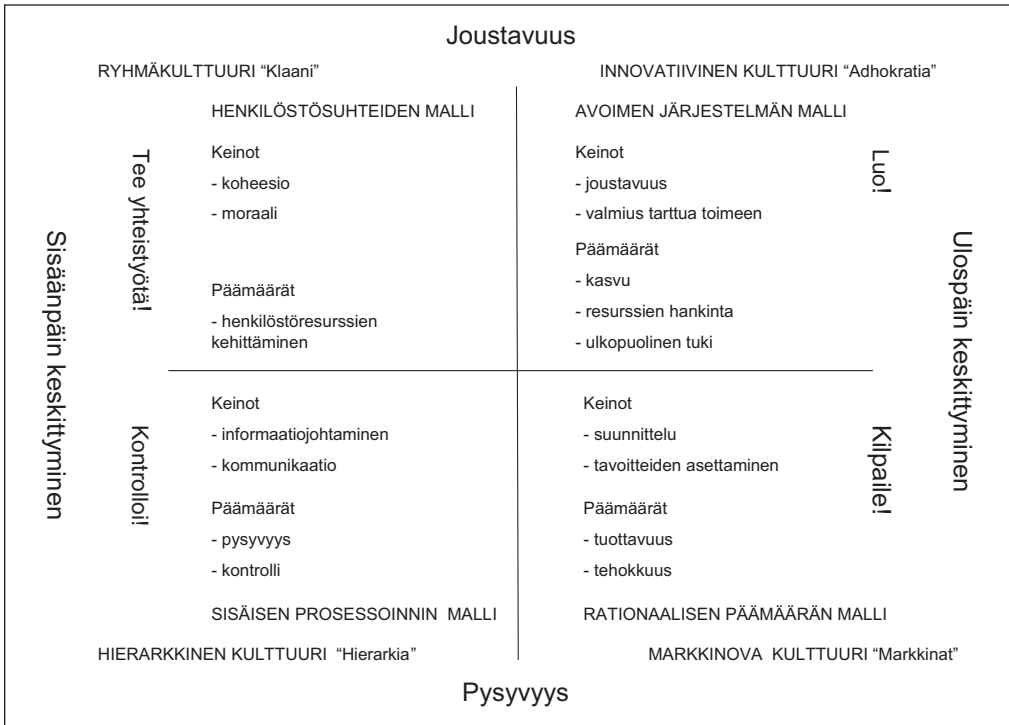 Joustavuus
RYHMÄKULTTUURI “Klaani”
INNOVATIIVINEN KULTTUURI “Adhokratia”
HENKILÖSTÖSUHTEIDEN MALLI
Keinot
- koheesio
- moraali
Päämäärät
- henkilöstöresurssien
kehittäminen
Tee yhteistyötä!
AVOIMEN JÄRJESTELMÄN MALLI
Keinot
- joustavuus
- valmius tarttua toimeen
Päämäärät
- kasvu
- resurssien hankinta
- ulkopuolinen tuki
Luo!
Sisäänpäin keskittyminen
Ulospäin keskittyminen
Kontrolloi!
Keinot
- informaatiojohtaminen
- kommunikaatio
Päämäärät
- pysyvyys
- kontrolli
SISÄISEN PROSESSOINNIN  MALLI
Keinot
- suunnittelu
- tavoitteiden asettaminen
Päämäärät
- tuottavuus
- tehokkuus
RATIONAALISEN PÄÄMÄÄRÄN MALLI
Kilpaile!
HIERARKKINEN KULTTUURI  “Hierarkia”
MARKKINOVA  KULTTUURI “Markkinat”
Pysyvyys